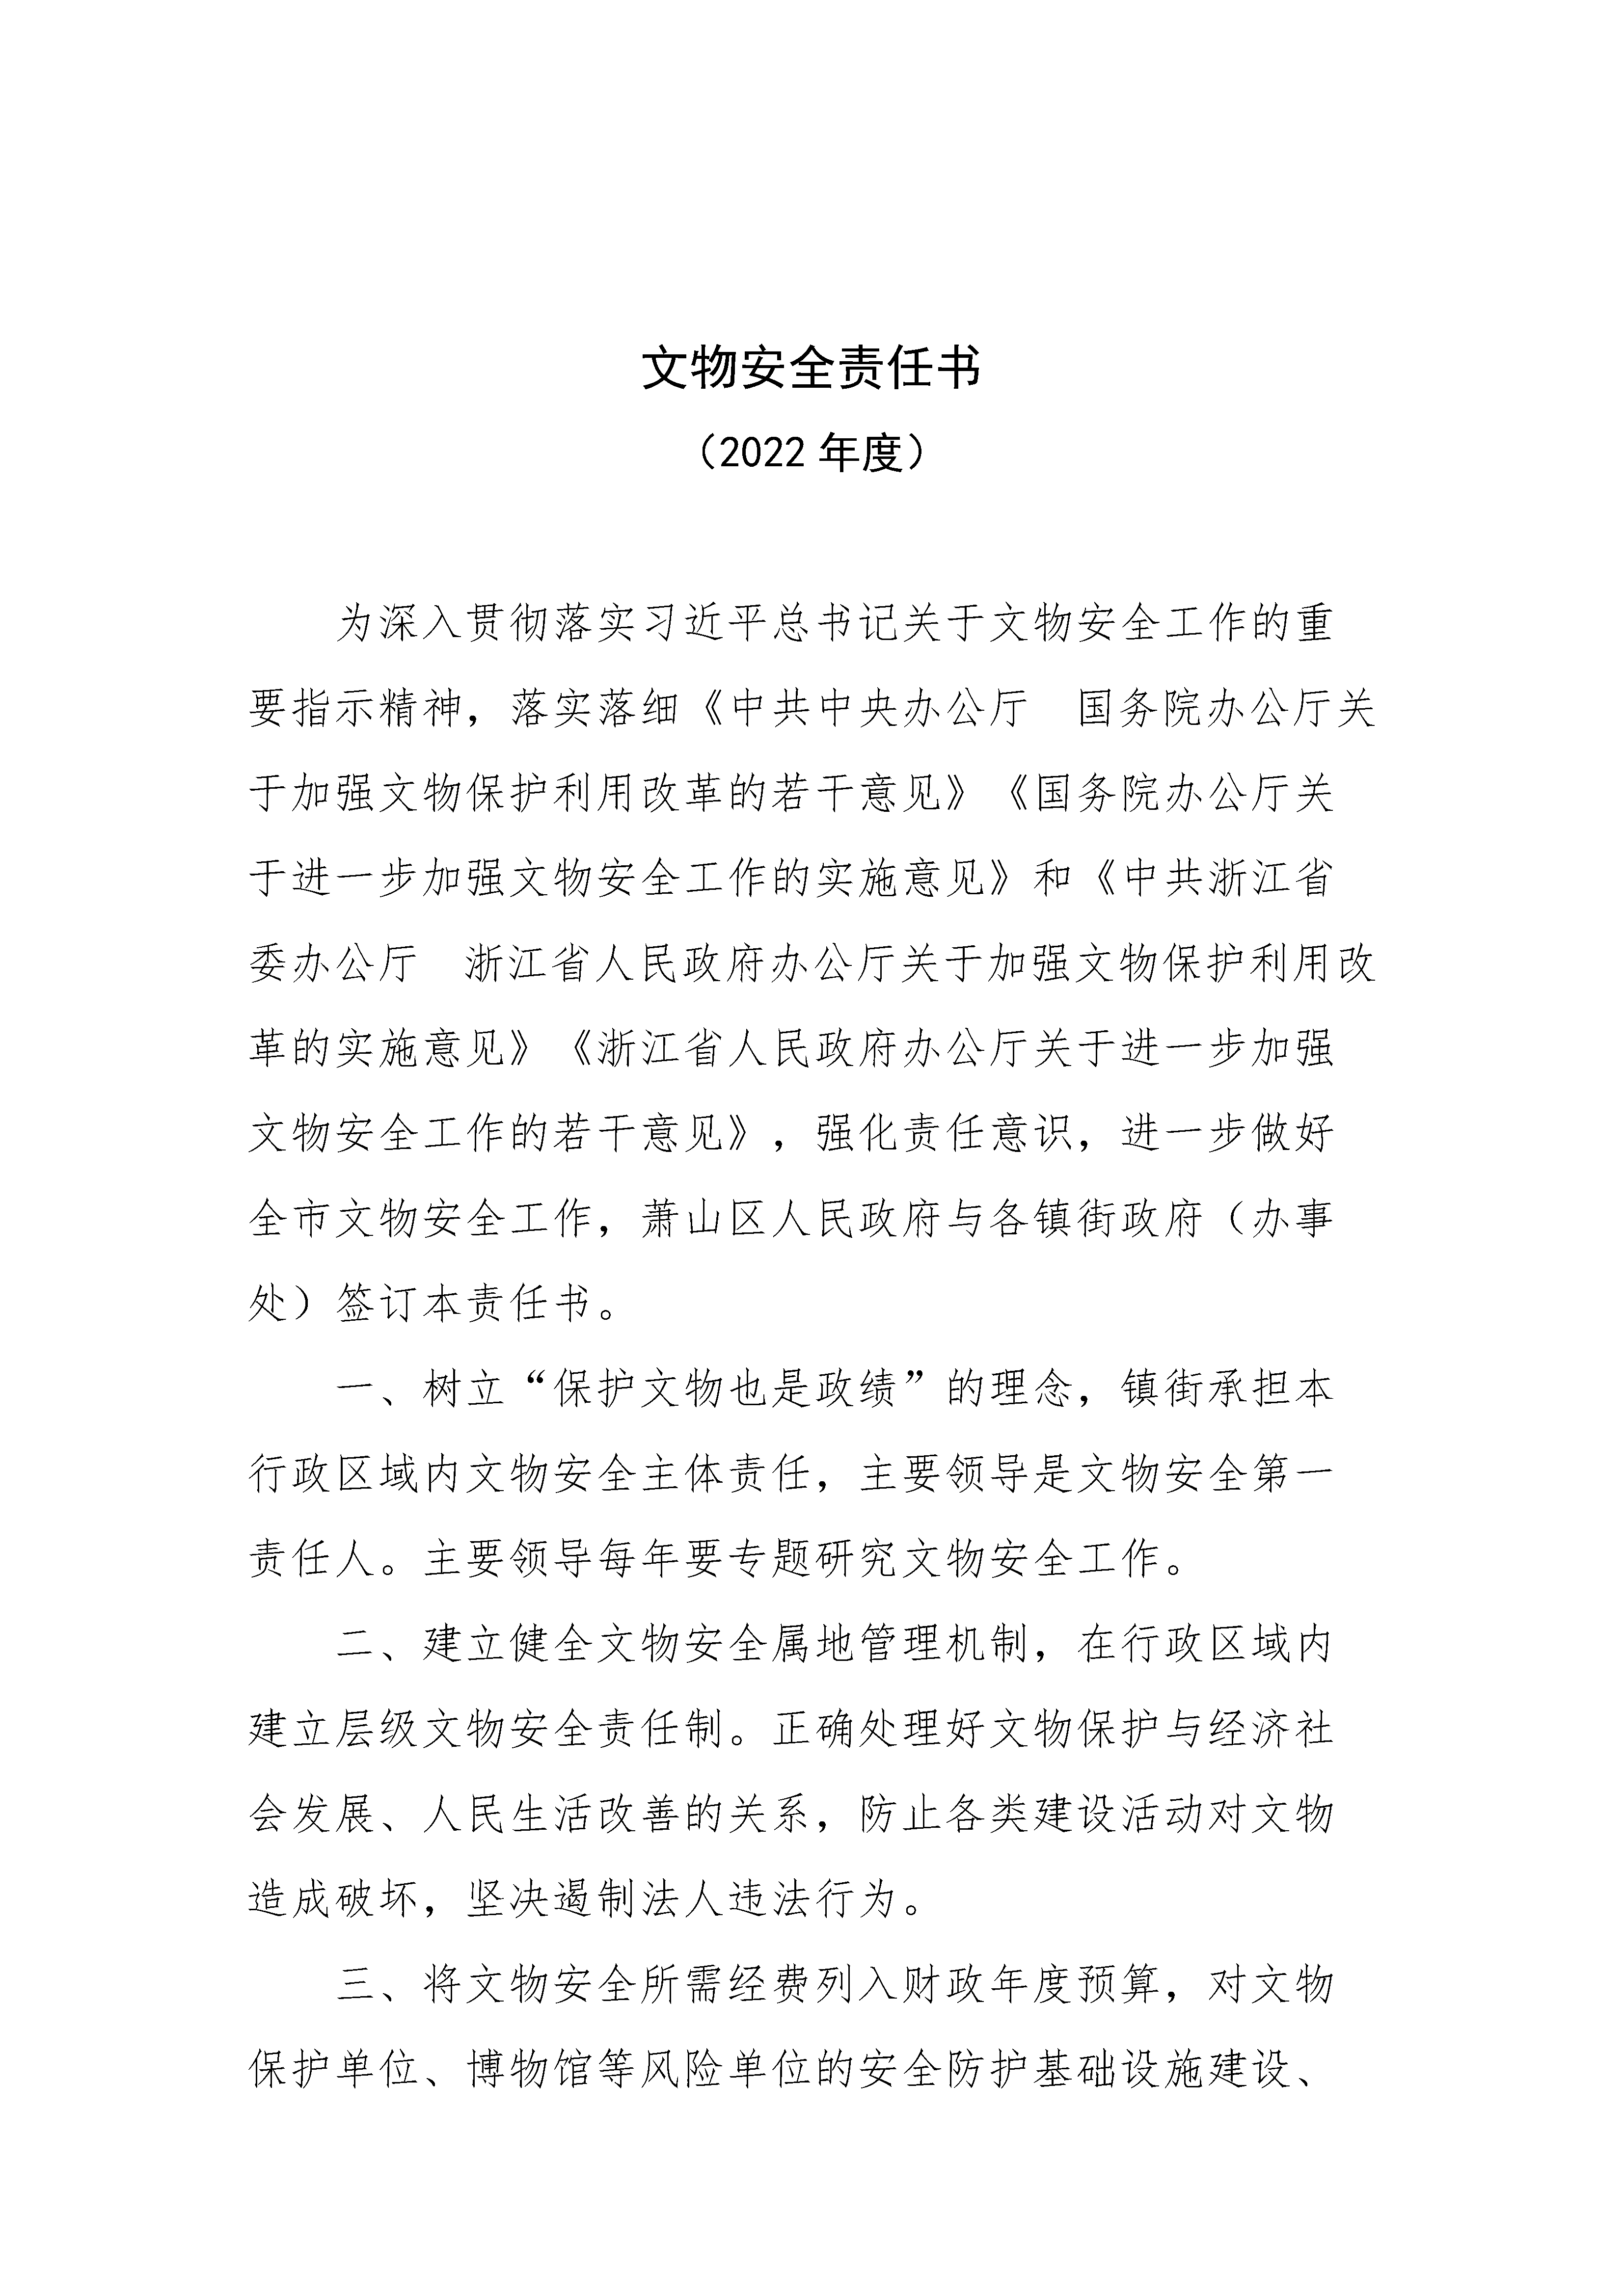 文物安全责任书
（2022 年度）
为深入贯彻落实习近平总书记关于文物安全工作的重
要指示精神，落实落细《中共中央办公厅　国务院办公厅关
于加强文物保护利用改革的若干意见》《国务院办公厅关
于进一步加强文物安全工作的实施意见》和《中共浙江省
委办公厅　浙江省人民政府办公厅关于加强文物保护利用改
革的实施意见》《浙江省人民政府办公厅关于进一步加强
文物安全工作的若干意见》，强化责任意识，进一步做好
全市文物安全工作，萧山区人民政府与各镇街政府（办事
处）签订本责任书。
一、树立“保护文物也是政绩”的理念，镇街承担本
行政区域内文物安全主体责任，主要领导是文物安全第一
责任人。主要领导每年要专题研究文物安全工作。
二、建立健全文物安全属地管理机制，在行政区域内
建立层级文物安全责任制。正确处理好文物保护与经济社
会发展、人民生活改善的关系，防止各类建设活动对文物
造成破坏，坚决遏制法人违法行为。
三、将文物安全所需经费列入财政年度预算，对文物
保护单位、博物馆等风险单位的安全防护基础设施建设、